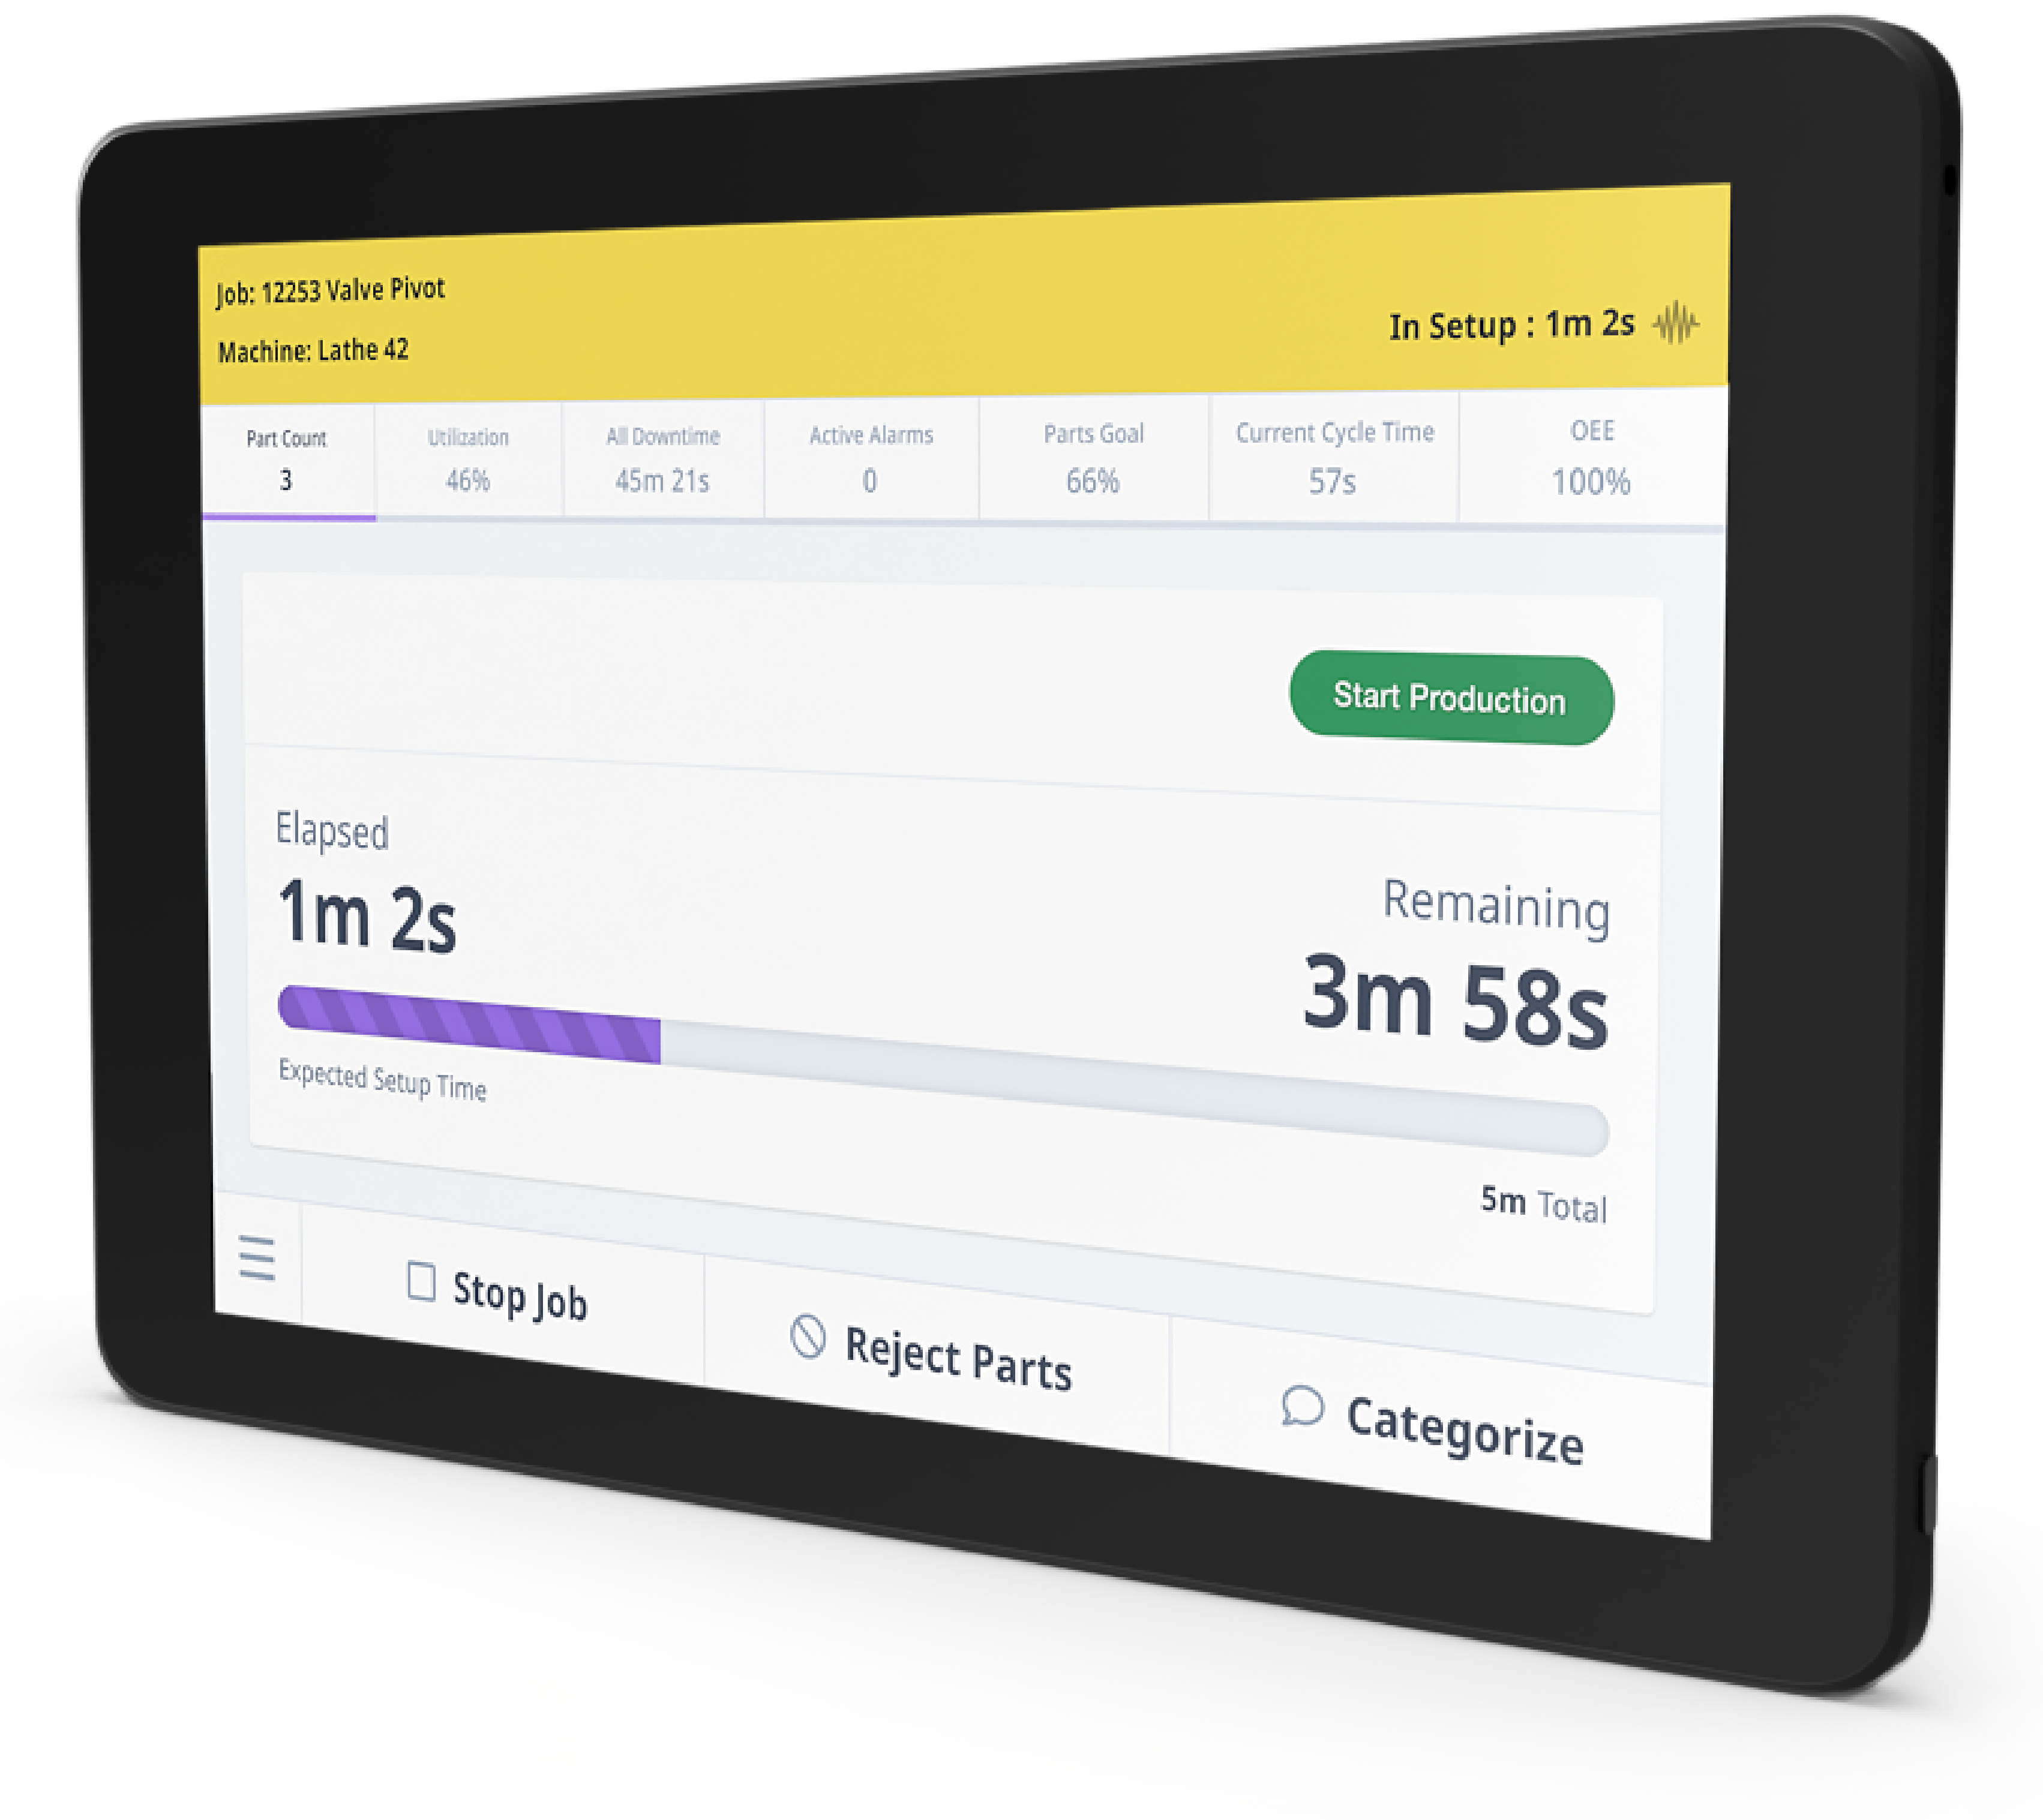 Job: 12253 Valve Pivot
Machine: Lathe 42
In Setup : 1m 2s
Part Count
3
Utilization
46%
All Downtime
45m 21s
Active Alarms
0
Parts Goal
66%
Current Cycle Time
57s
OEE
100%
Start Production
Elapsed
1m 2s
Remaining
3m 58s
Expected Setup Time
5m Total
Stop Job
Reject Parts
Categorize